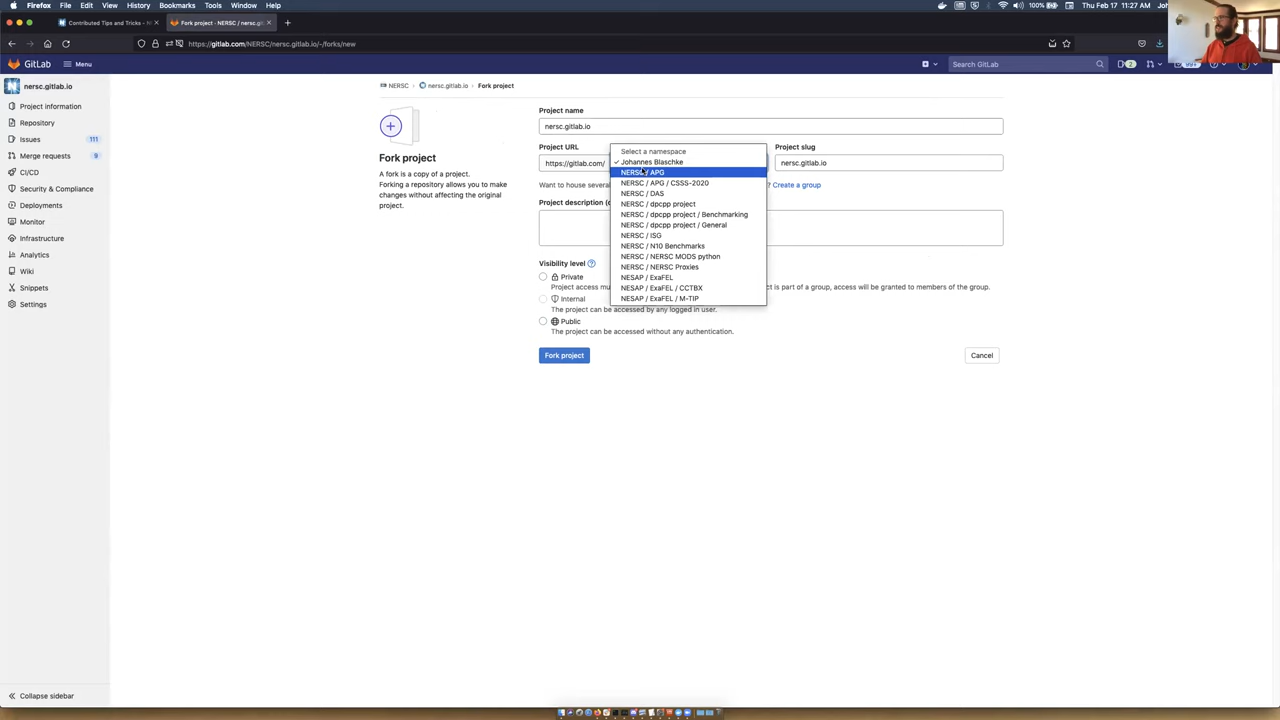 Firefox File Edit View History Bookmarks Tools Window Help
100% Thu Feb 17 11:27 AM
Contributed Tips and Tricks - N
Fork project · NERSC / nersc.gi
https://gitlab.com/NERSC/nersc.gitlab.io/-/forks/new
GitLab Menu
Search GitLab
2
nersc.gitlab.io
Project information
Repository
Issues 111
Merge requests 9
CI/CD
Security & Compliance
Deployments
Monitor
Infrastructure
Analytics
Wiki
Snippets
Settings
Collapse sidebar
NERSC > nersc.gitlab.io > Fork project
Fork project
A fork is a copy of a project.
Forking a repository allows you to make
changes without affecting the original
project.
Project name
nersc.gitlab.io
Project URL
https://gitlab.com/
Project slug
nersc.gitlab.io
Select a namespace
✓ Johannes Blaschke
NERSC / APG
NERSC / APG / CSSS-2020
NERSC / DAS
NERSC / dpcpp project
NERSC / dpcpp project / Benchmarking
NERSC / dpcpp project / General
NERSC / ISG
NERSC / N10 Benchmarks
NERSC / NERSC MODS python
NERSC / NERSC Proxies
NESAP / ExaFEL
NESAP / ExaFEL / CCTBX
NESAP / ExaFEL / M-TIP
Want to house several ? Create a group
Project description (o
Visibility level
Private
Project access mu ct is part of a group, access will be granted to members of the group.
Internal
The project can be accessed by any logged in user.
Public
The project can be accessed without any authentication.
Fork project
Cancel